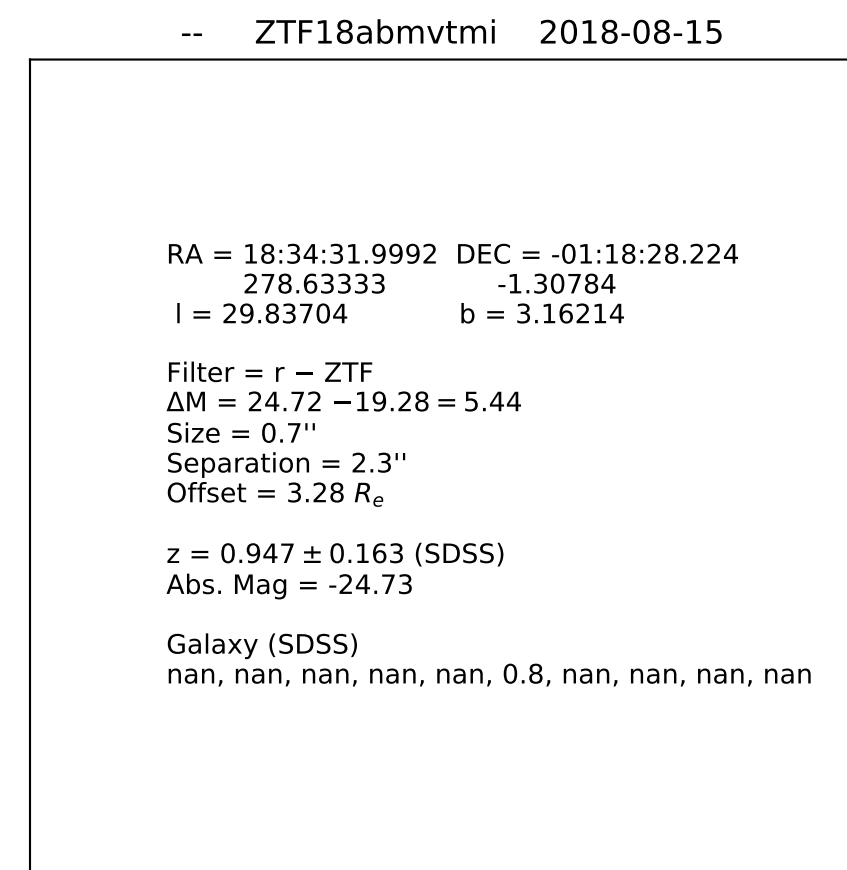 -- ZTF18abmvtmi 2018-08-15
RA = 18:34:31.9992 DEC = -01:18:28.224
278.63333 -1.30784
l = 29.83704 b = 3.16214
Filter = r − ZTF
ΔM = 24.72 −19.28 = 5.44
Size = 0.7''
Separation = 2.3''
Offset = 3.28 Re
z = 0.947 ± 0.163 (SDSS)
Abs. Mag = -24.73
Galaxy (SDSS)
nan, nan, nan, nan, nan, 0.8, nan, nan, nan, nan